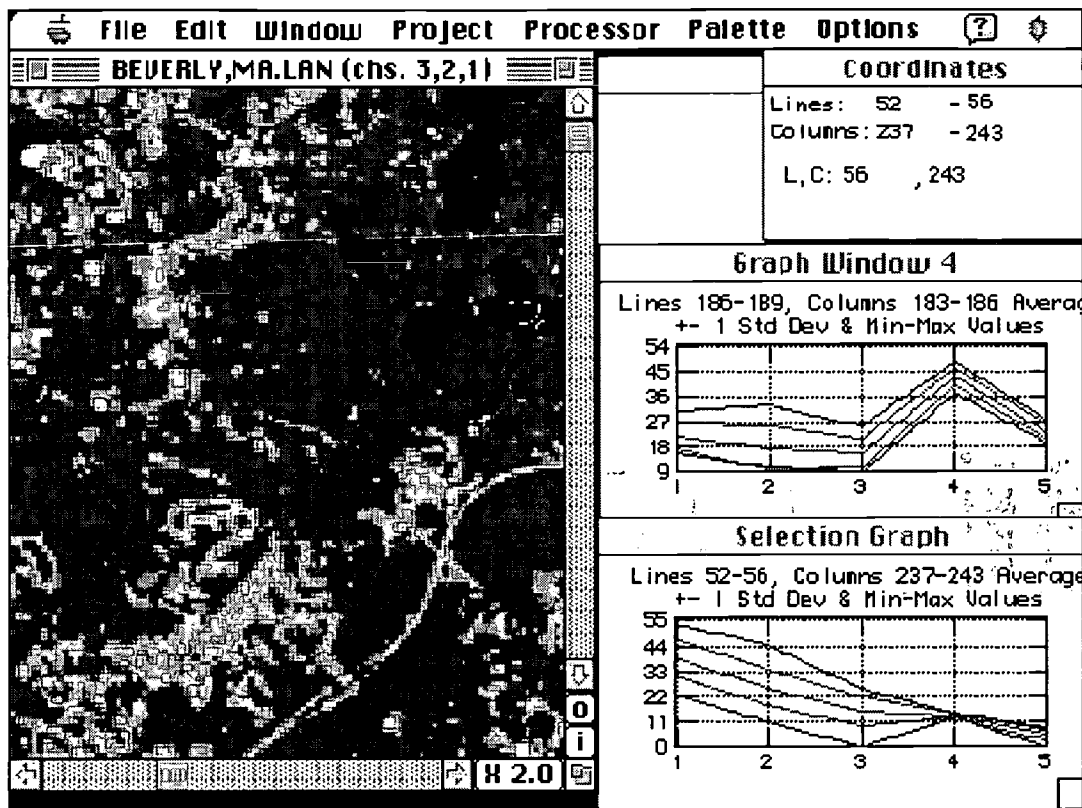 File Edit Window Project Processor Palette Options ?
BEVERLY,MA.LAN (chs. 3,2,1)
Coordinates
Lines: 52 - 56
Columns: 237 - 243
L,C: 56 , 243
Graph Window 4
Lines 186-189, Columns 183-186 Averag
+- 1 Std Dev & Min-Max Values
54
45
36
27
18
9
1 2 3 4 5
Selection Graph
Lines 52-56, Columns 237-243 Average
+- 1 Std Dev & Min-Max Values
55
44
33
22
11
0
1 2 3 4 5
O
i
X 2.0